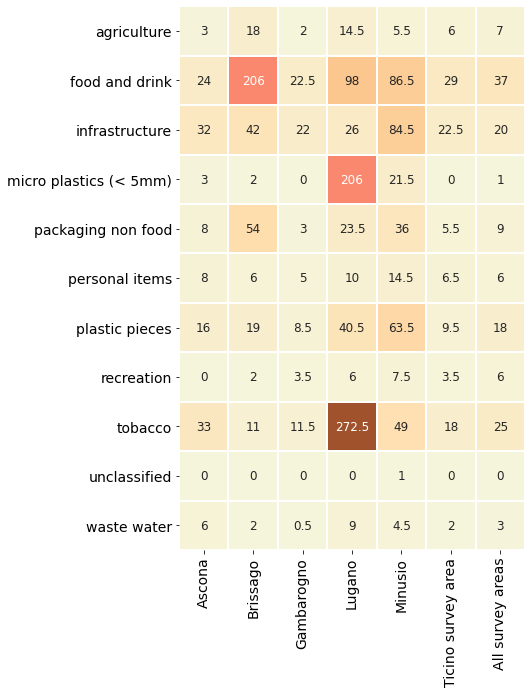 agriculture 3 18 2 14.5 5.5 6 7
food and drink 24 206 22.5 98 86.5 29 37
infrastructure 32 42 22 26 84.5 22.5 20
micro plastics (< 5mm) 3 2 0 206 21.5 0 1
packaging non food 8 54 3 23.5 36 5.5 9
personal items 8 6 5 10 14.5 6.5 6
plastic pieces 16 19 8.5 40.5 63.5 9.5 18
recreation 0 2 3.5 6 7.5 3.5 6
tobacco 33 11 11.5 272.5 49 18 25
unclassified 0 0 0 0 1 0 0
waste water 6 2 0.5 9 4.5 2 3
Ascona
Brissago
Gambarogno
Lugano
Minusio
Ticino survey area
All survey areas